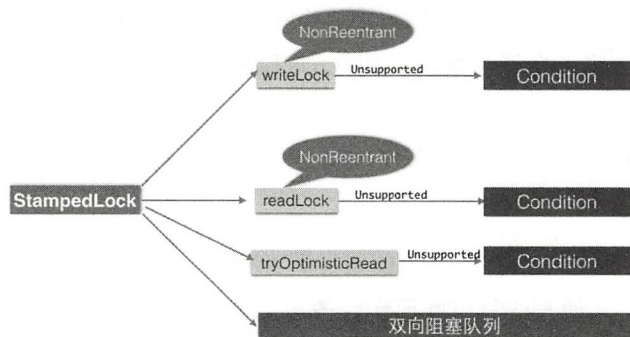 NonReentrant
writeLock
Unsupported
Condition
NonReentrant
StampedLock
readLock
Unsupported
Condition
tryOptimisticRead
Unsupported
Condition
双向阻塞队列